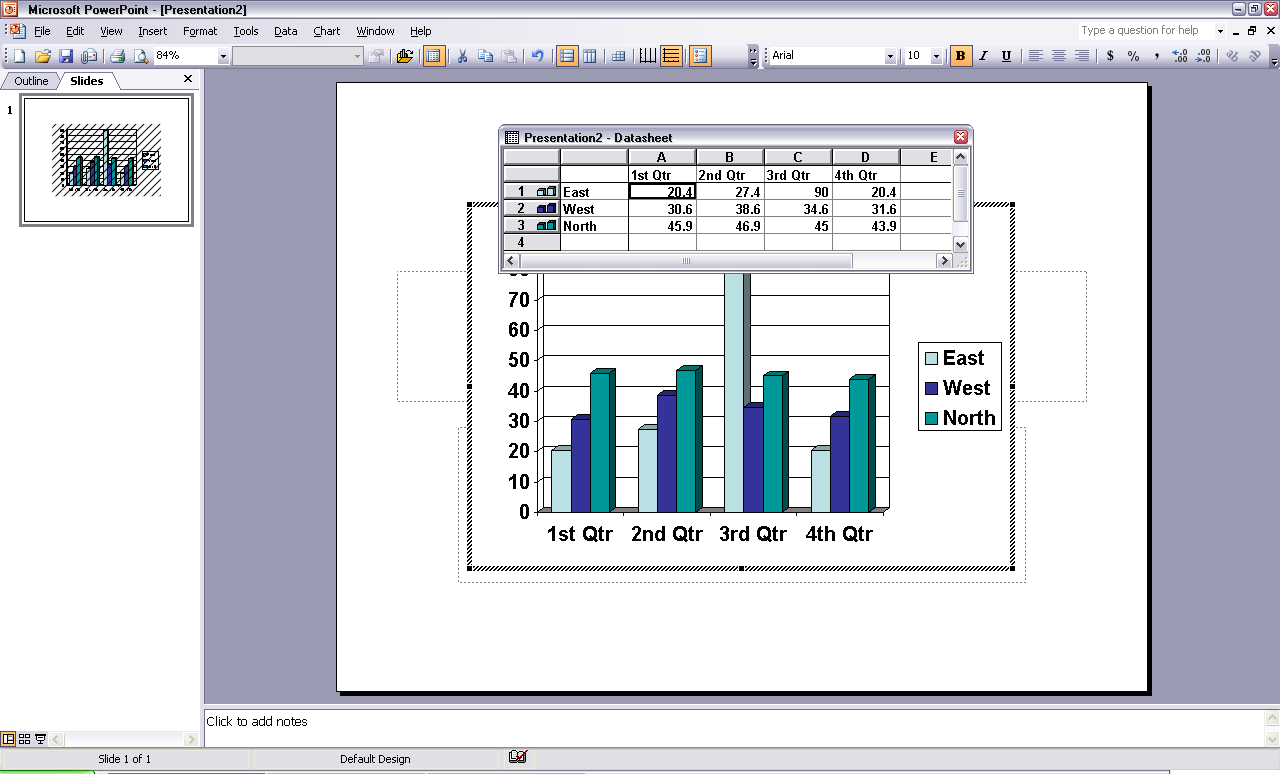 Microsoft PowerPoint - [Presentation2]
File Edit View Insert Format Tools Data Chart Window Help
Type a question for help
84%
Arial 10 B I U $ % , .00 .00
Outline Slides
1
Presentation2 - Datasheet
A B C D E
1st Qtr 2nd Qtr 3rd Qtr 4th Qtr
1 East 20.4 27.4 90 20.4
2 West 30.6 38.6 34.6 31.6
3 North 45.9 46.9 45 43.9
4
70
60
50
40
30
20
10
0
1st Qtr 2nd Qtr 3rd Qtr 4th Qtr
East
West
North
Click to add notes
Slide 1 of 1
Default Design